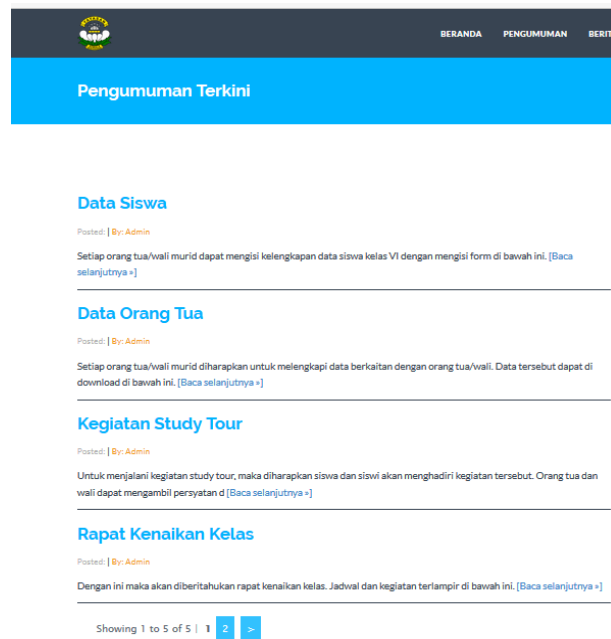 BERANDA PENGUMUMAN BERIT
Pengumuman Terkini
Data Siswa
Posted: | By: Admin
Setiap orang tua/wali murid dapat mengisi kelengkapan data siswa kelas VI dengan mengisi form di bawah ini. [Baca
selanjutnya »]
Data Orang Tua
Posted: | By: Admin
Setiap orang tua/wali murid diharapkan untuk melengkapi data berkaitan dengan orang tua/wali. Data tersebut dapat di
download di bawah ini. [Baca selanjutnya »]
Kegiatan Study Tour
Posted: | By: Admin
Untuk menjalani kegiatan study tour, maka diharapkan siswa dan siswi akan menghadiri kegiatan tersebut. Orang tua dan
wali dapat mengambil persyatan d [Baca selanjutnya »]
Rapat Kenaikan Kelas
Posted: | By: Admin
Dengan ini maka akan diberitahukan rapat kenaikan kelas. Jadwal dan kegiatan terlampir di bawah ini. [Baca selanjutnya »]
Showing 1 to 5 of 5 | 1 2 >